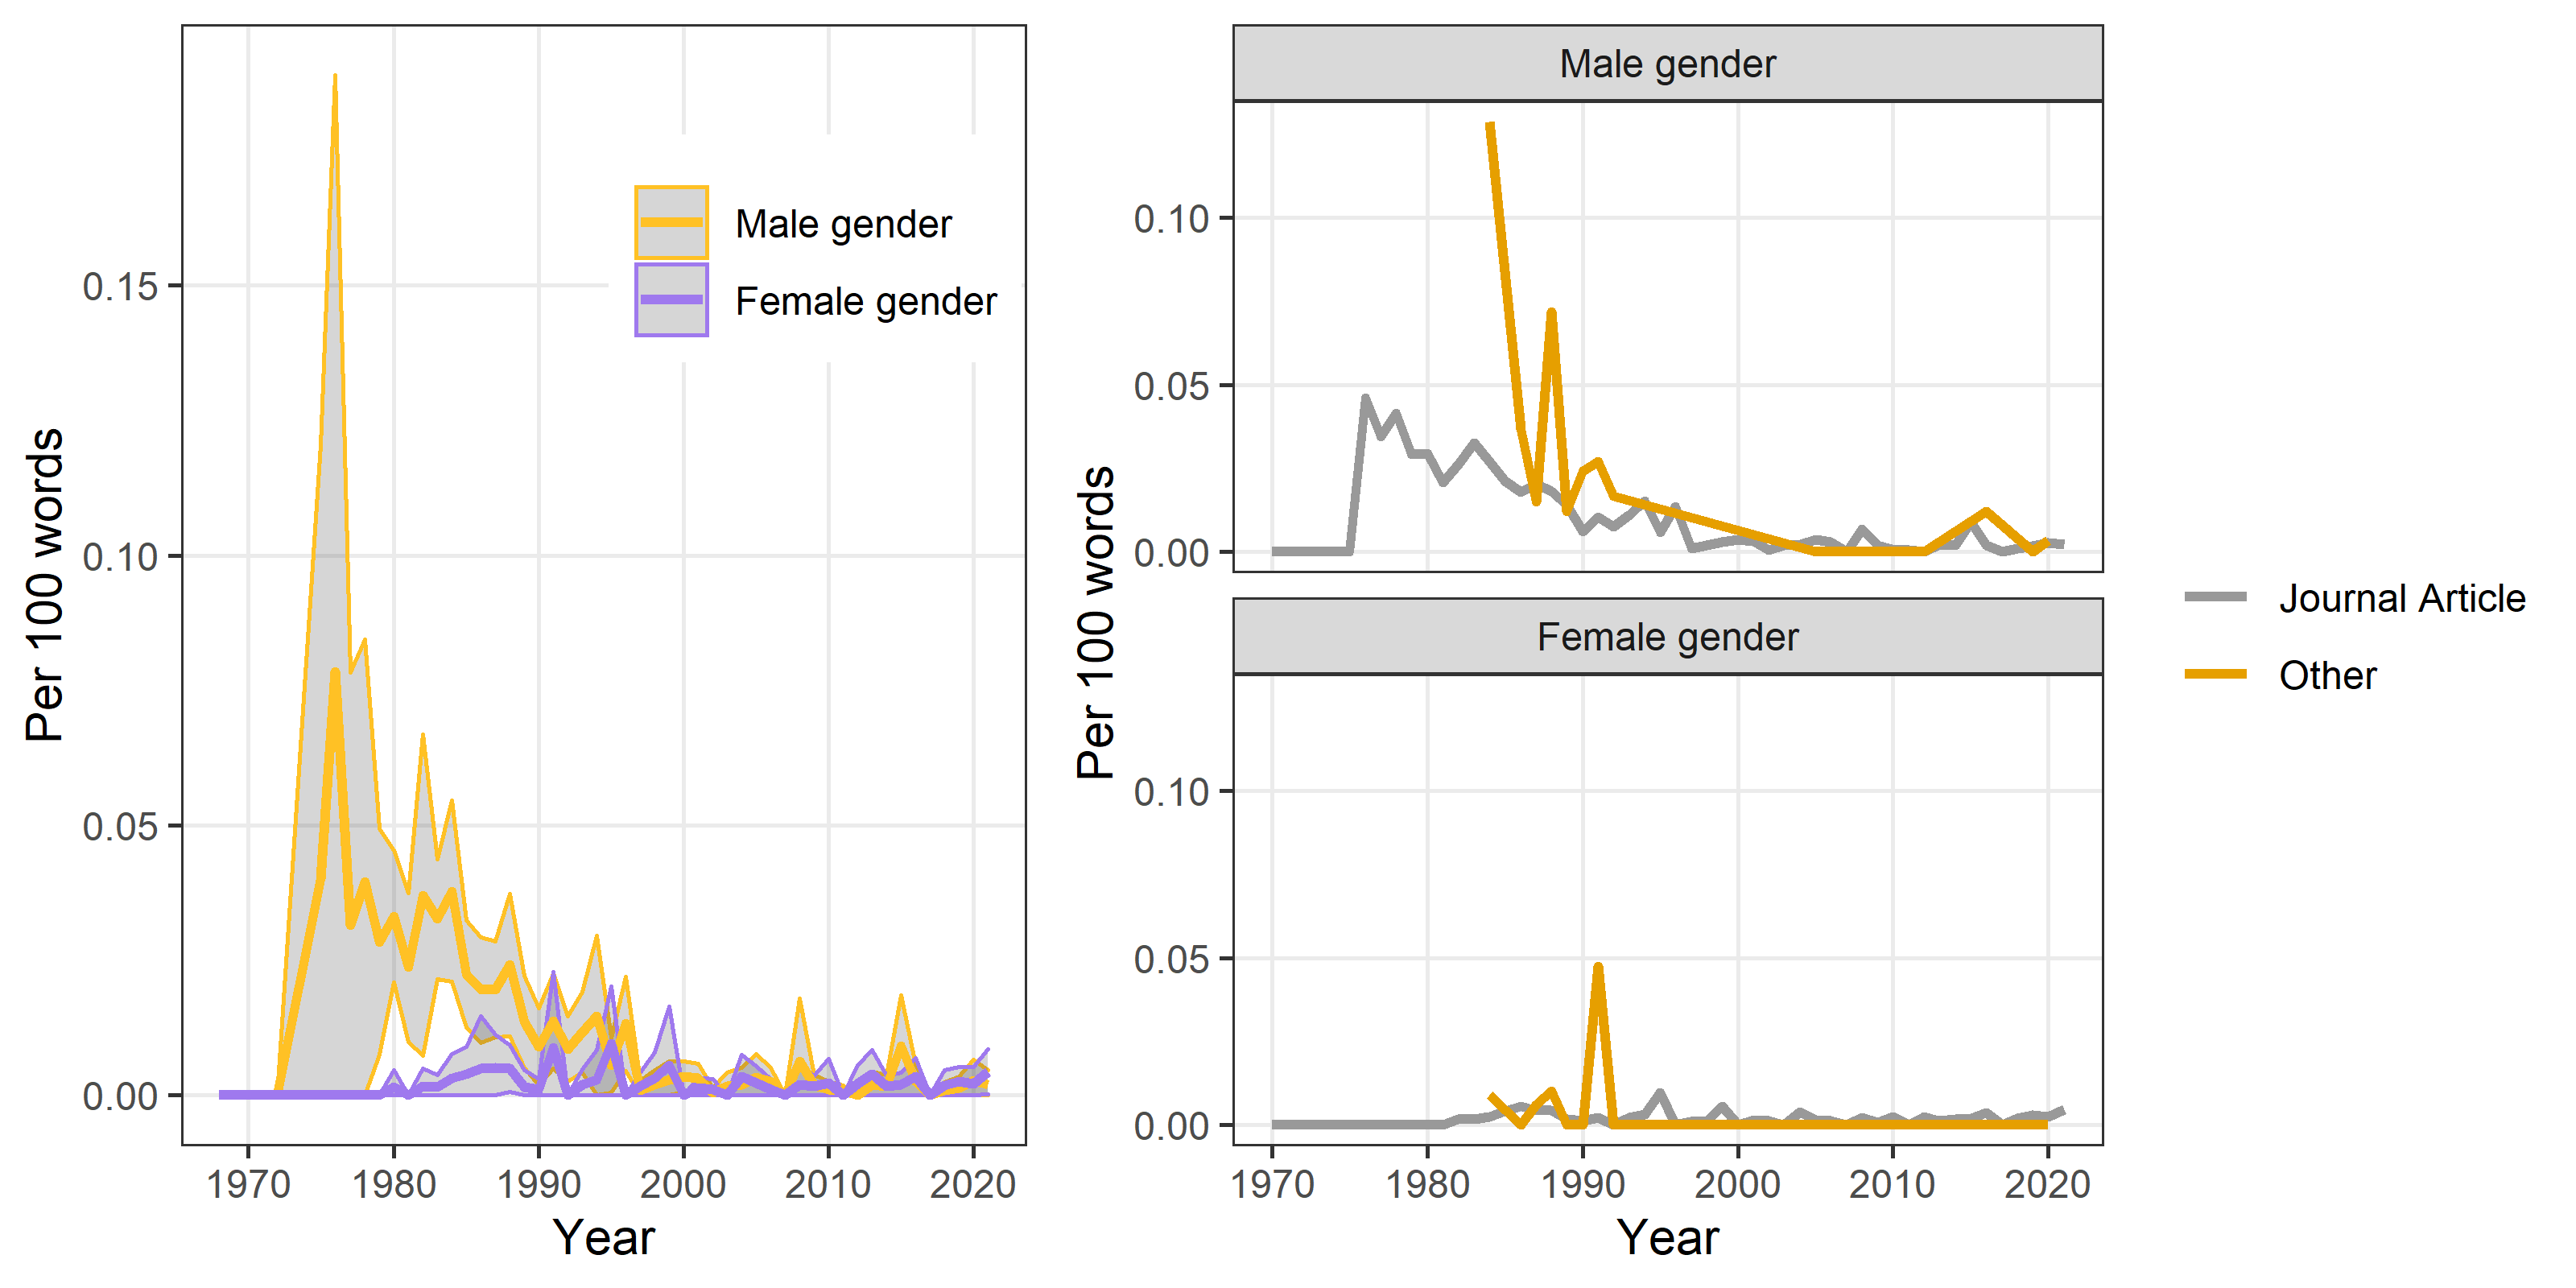 Per 100 words
0.15
0.10
0.05
0.00
Male gender
Female gender
1970 1980 1990 2000 2010 2020
Year
Per 100 words
Male gender
0.10
0.05
0.00
Female gender
0.10
0.05
0.00
1970 1980 1990 2000 2010 2020
Year
Journal Article
Other